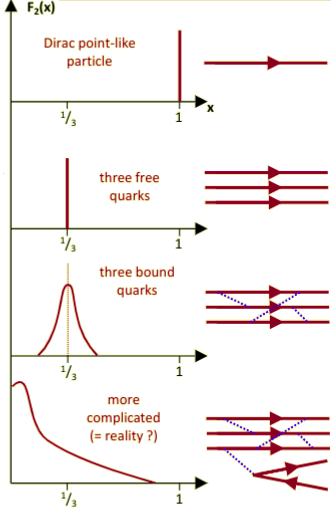 F₂(x)
Dirac point-like
particle
x
1/3
1
three free
quarks
1/3
1
three bound
quarks
1/3
1
more
complicated
(= reality ?)
1/3
1